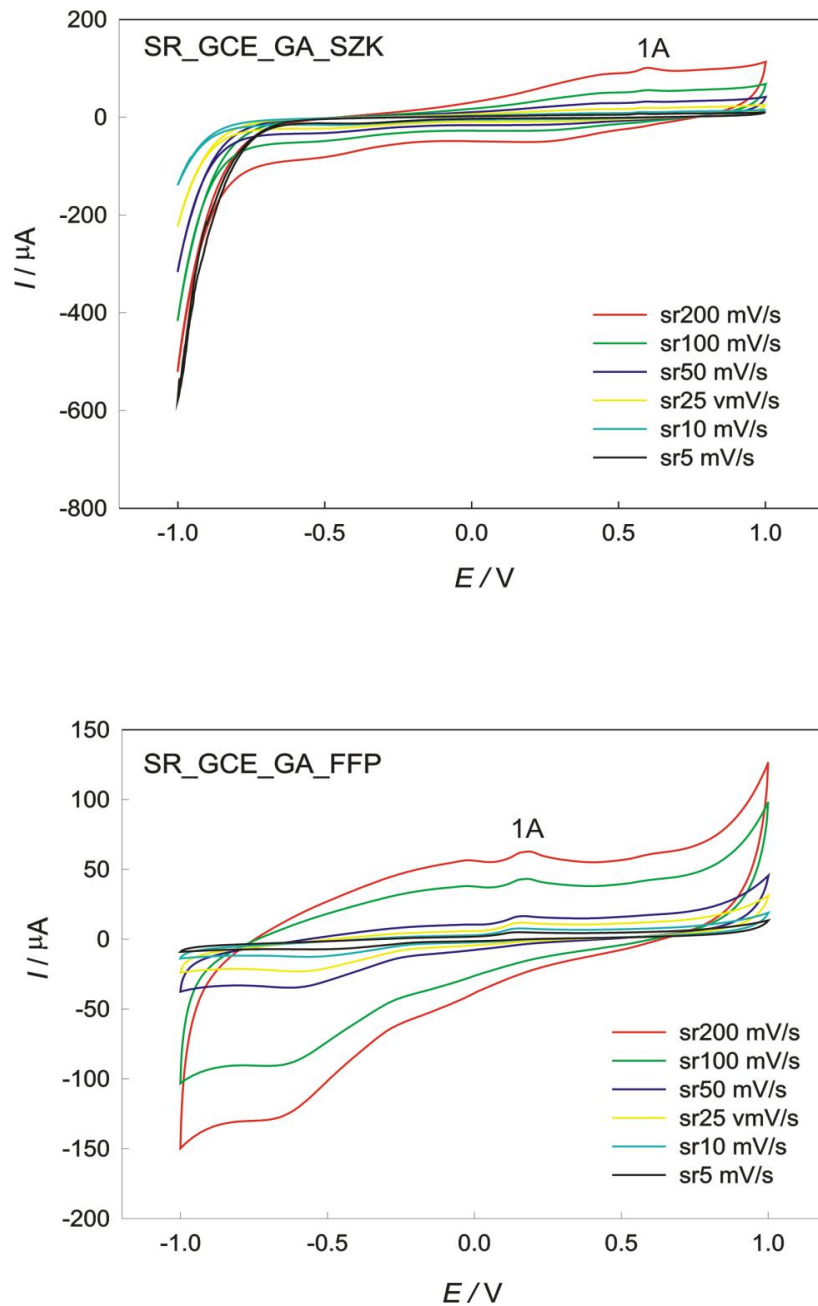 200
0
-200
-400
-600
-800
I / µA
SR_GCE_GA_SZK
1A
sr200 mV/s
sr100 mV/s
sr50 mV/s
sr25 vmV/s
sr10 mV/s
sr5 mV/s
-1.0 -0.5 0.0 0.5 1.0
E / V
150
100
50
0
-50
-100
-150
-200
I / µA
SR_GCE_GA_FFP
1A
sr200 mV/s
sr100 mV/s
sr50 mV/s
sr25 vmV/s
sr10 mV/s
sr5 mV/s
-1.0 -0.5 0.0 0.5 1.0
E / V